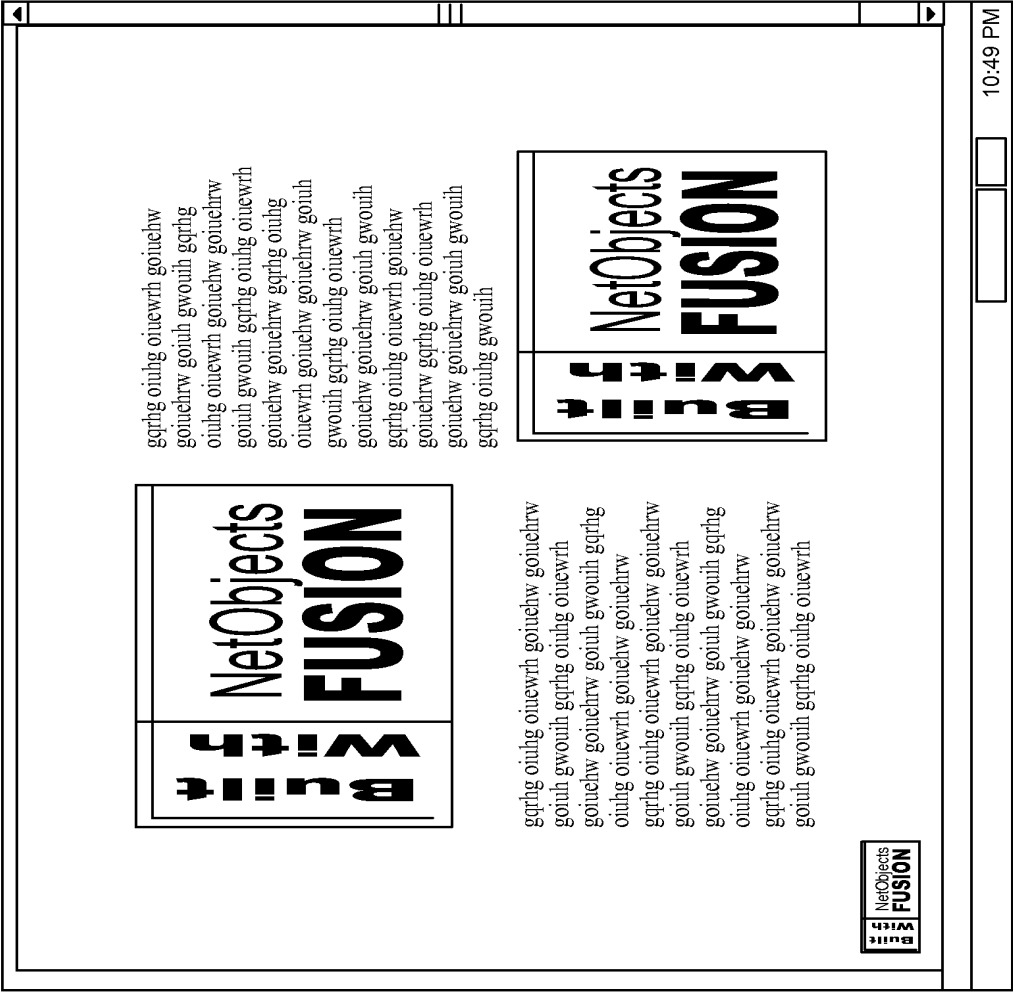 Built
With
NetObjects
FUSION
gqrhg oiuhg oiuewrh goiuehw
goiuehrw goiuh gwouih gqrhg
oiuhg oiuewrh goiuehw goiuehrw
goiuh gwouih gqrhg oiuhg oiuewrh
goiuehw goiuehrw gqrhg oiuhg
oiuewrh goiuehw goiuehrw goiuh
gwouih gqrhg oiuhg oiuewrh
goiuehw goiuehrw goiuh gwouih
gqrhg oiuhg oiuewrh goiuehw
goiuehrw gqrhg oiuhg oiuewrh
goiuehw goiuehrw goiuh gwouih
gqrhg oiuhg gwouih
gqrhg oiuhg oiuewrh goiuehw goiuehrw
goiuh gwouih gqrhg oiuhg oiuewrh
goiuehw goiuehrw goiuh gwouih gqrhg
oiuhg oiuewrh goiuehw goiuehrw
gqrhg oiuhg oiuewrh goiuehw goiuehrw
goiuh gwouih gqrhg oiuhg oiuewrh
goiuehw goiuehrw goiuh gwouih gqrhg
oiuhg oiuewrh goiuehw goiuehrw
gqrhg oiuhg oiuewrh goiuehw goiuehrw
goiuh gwouih gqrhg oiuhg oiuewrh
Built
With
NetObjects
FUSION
Built
With
NetObjects
FUSION
10:49 PM